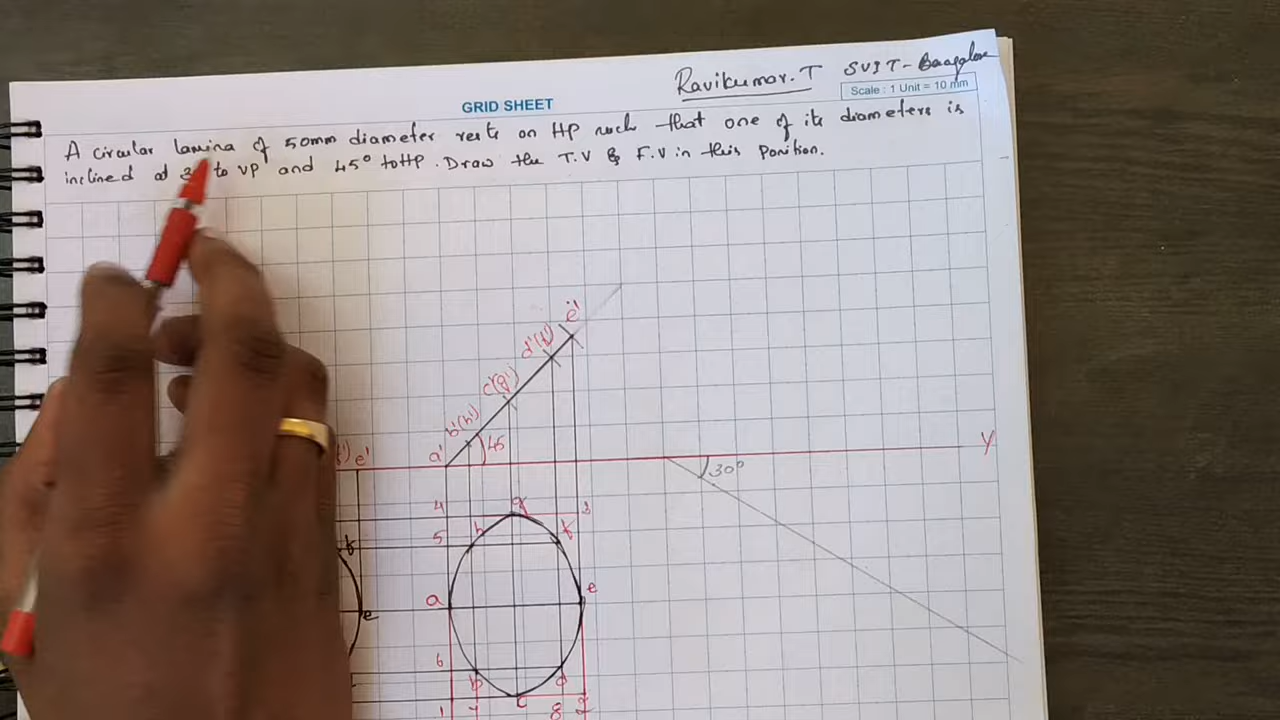 Ravikumar.T SVIT-Bangalore
GRID SHEET
Scale : 1 Unit = 10 mm
A circular lamina of 50mm diameter rests on HP such that one of its diameters is
inclined at to VP and 45° to HP. Draw the T.V & F.V in this position.
e'
d'(f')
c'(g')
b'(h')
a' 45
e'
Y
30°
4 g 3
5 h f
a e
e
6
b d
1 7 c 8 2